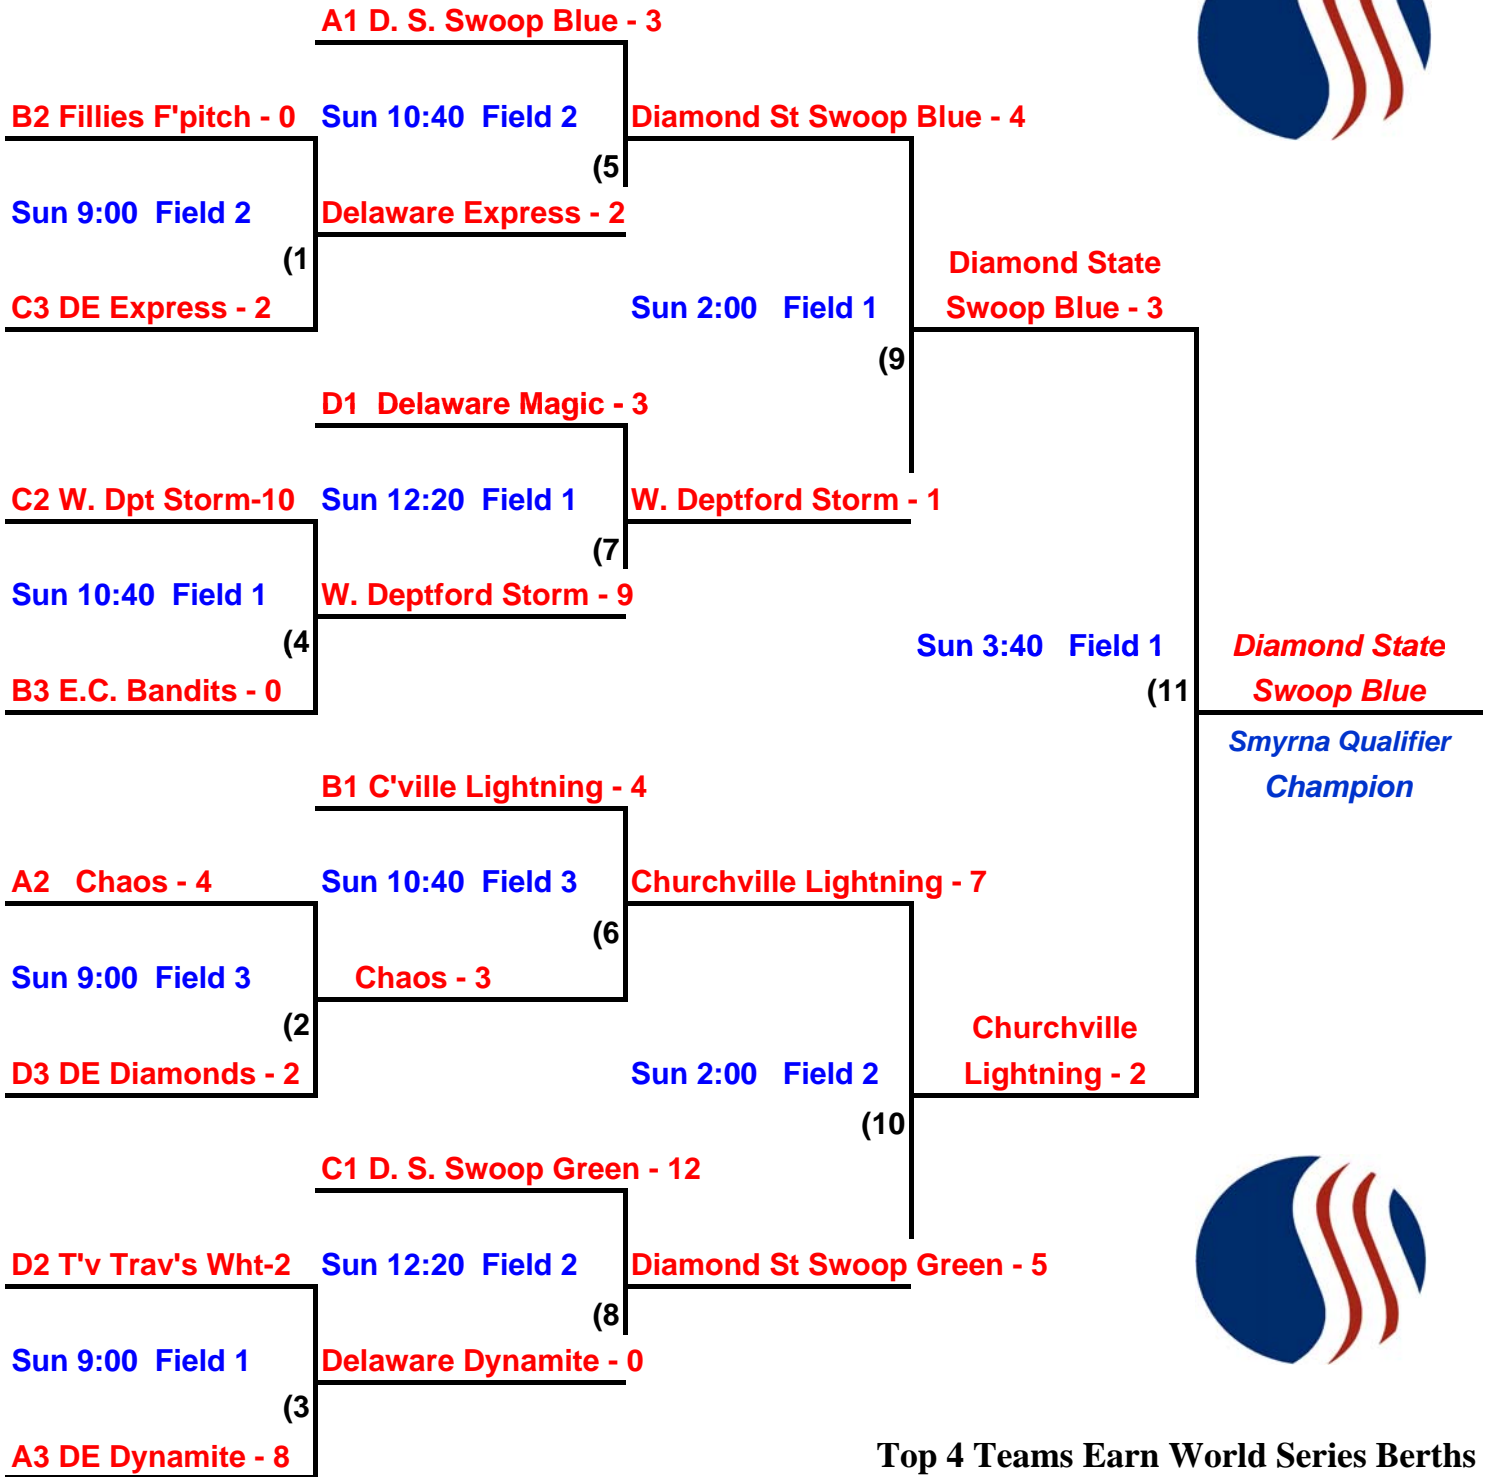 A1 D. S. Swoop Blue - 3
B2 Fillies F'pitch - 0
Sun 10:40 Field 2
Diamond St Swoop Blue - 4
(5
Sun 9:00 Field 2
Delaware Express - 2
(1
Diamond State
C3 DE Express - 2
Sun 2:00 Field 1
Swoop Blue - 3
(9
D1 Delaware Magic - 3
C2 W. Dpt Storm-10
Sun 12:20 Field 1
W. Deptford Storm - 1
(7
Sun 10:40 Field 1
W. Deptford Storm - 9
(4
Sun 3:40 Field 1
Diamond State
B3 E.C. Bandits - 0
(11
Swoop Blue
Smyrna Qualifier
Champion
B1 C'ville Lightning - 4
A2 Chaos - 4
Sun 10:40 Field 3
Churchville Lightning - 7
(6
Sun 9:00 Field 3
Chaos - 3
(2
Churchville
D3 DE Diamonds - 2
Sun 2:00 Field 2
Lightning - 2
(10
C1 D. S. Swoop Green - 12
D2 T'v Trav's Wht-2
Sun 12:20 Field 2
Diamond St Swoop Green - 5
(8
Sun 9:00 Field 1
Delaware Dynamite - 0
(3
A3 DE Dynamite - 8
Top 4 Teams Earn World Series Berths